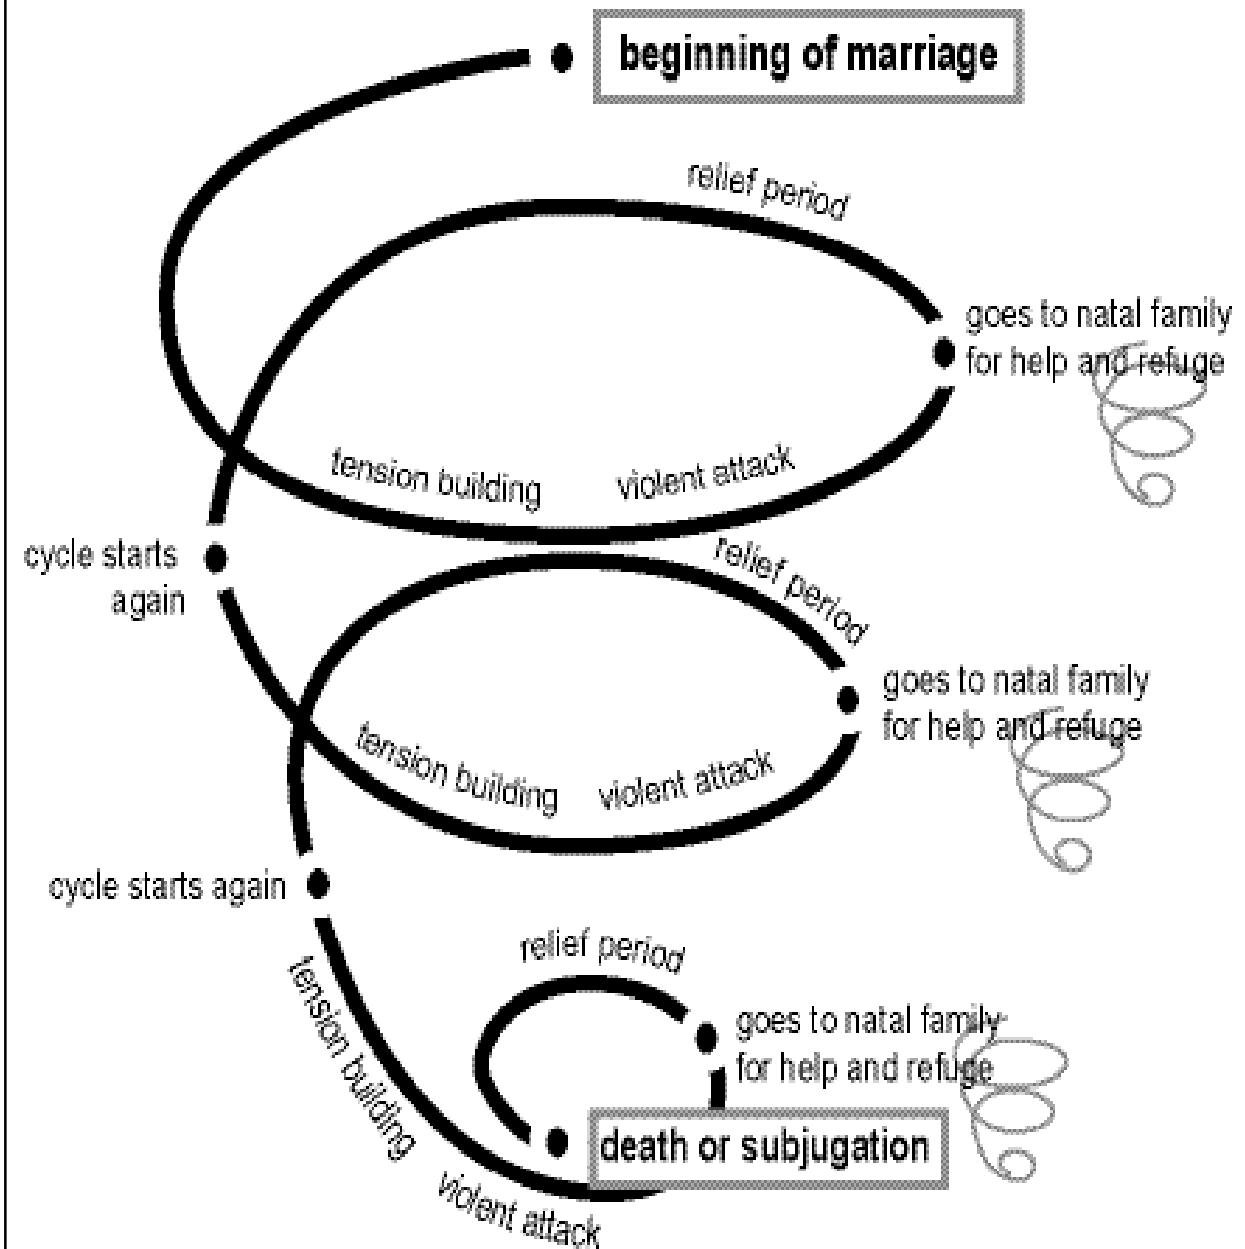 beginning of marriage
relief period
goes to natal family
for help and refuge
tension building
violent attack
cycle starts
again
relief period
goes to natal family
for help and refuge
tension building
violent attack
cycle starts again
relief period
tension building
goes to natal family
for help and refuge
death or subjugation
violent attack